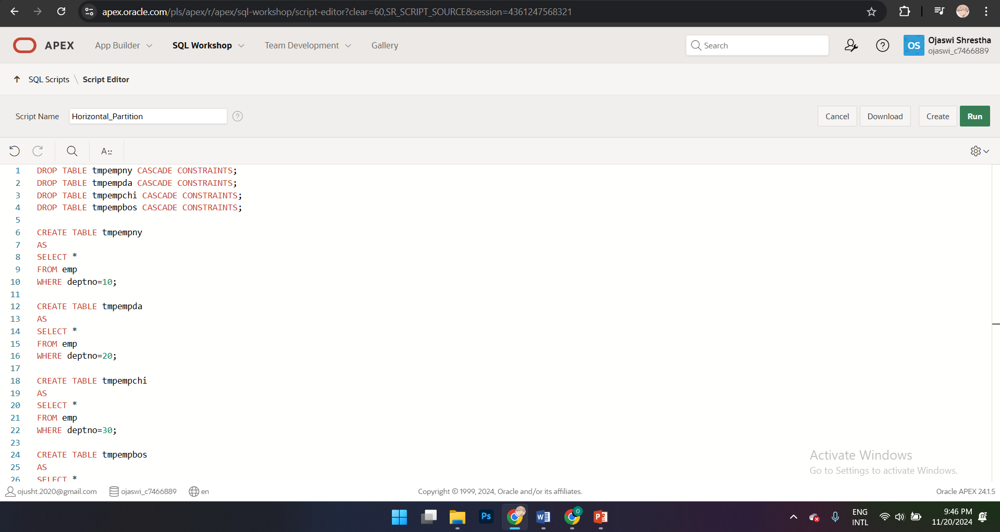 apex.oracle.com/pls/apex/r/apex/sql-workshop/script-editor?clear=60,SR_SCRIPT_SOURCE&session=4361247568321
APEX App Builder SQL Workshop Team Development Gallery Search OS Ojaswi Shrestha
ojaswi_c7466889
SQL Scripts \ Script Editor
Script Name Horizontal_Partition ? Cancel Download Create Run
A::
1 DROP TABLE tmpempny CASCADE CONSTRAINTS;
2 DROP TABLE tmpempda CASCADE CONSTRAINTS;
3 DROP TABLE tmpempchi CASCADE CONSTRAINTS;
4 DROP TABLE tmpempbos CASCADE CONSTRAINTS;
5
6 CREATE TABLE tmpempny
7 AS
8 SELECT *
9 FROM emp
10 WHERE deptno=10;
11
12 CREATE TABLE tmpempda
13 AS
14 SELECT *
15 FROM emp
16 WHERE deptno=20;
17
18 CREATE TABLE tmpempchi
19 AS
20 SELECT *
21 FROM emp
22 WHERE deptno=30;
23
24 CREATE TABLE tmpempbos
25 AS
26 SELECT *
Activate Windows
Go to Settings to activate Windows.
ojusht.2020@gmail.com ojaswi_c7466889 en Copyright © 1999, 2024, Oracle and/or its affiliates. Oracle APEX 24.1.5
Ps W O P ENG 9:46 PM
INTL 11/20/2024